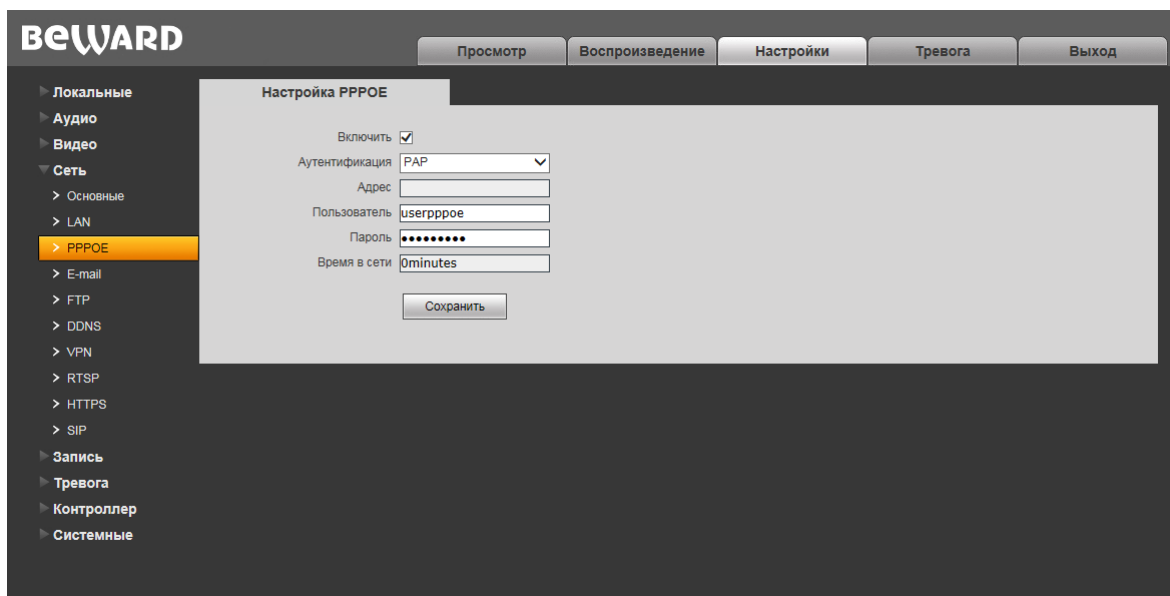 BEWARD
Просмотр
Воспроизведение
Настройки
Тревога
Выход
Локальные
Аудио
Видео
Сеть
Основные
LAN
PPPOE
E-mail
FTP
DDNS
VPN
RTSP
HTTPS
SIP
Запись
Тревога
Контроллер
Системные
Настройка PPPOE
Включить
Аутентификация PAP
Адрес
Пользователь userpppoe
Пароль •••••••••
Время в сети 0minutes
Сохранить